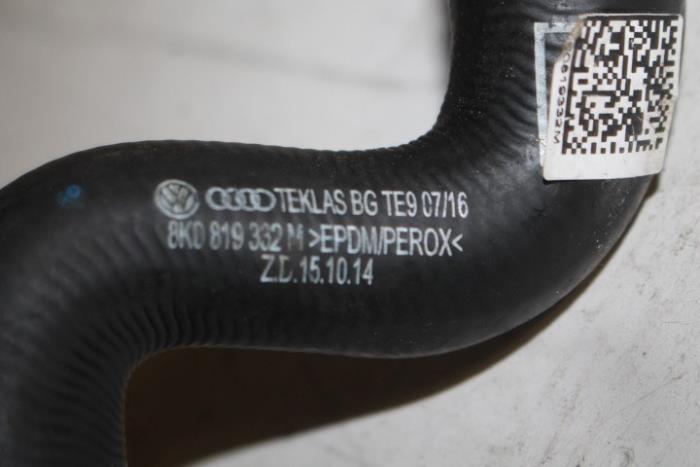 TEKLAS BG TE9 07/16
8K0 819 332 M >EPDM/PEROX<
Z.D.15.10.14